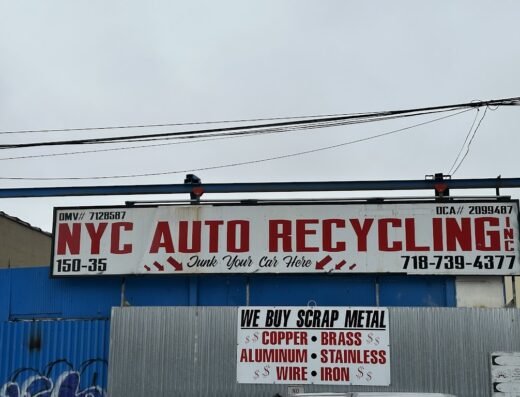 DMV# 7128587 DCA# 2099487
NYC AUTO RECYCLING INC
150-35 Junk Your Car Here 718-739-4377
WE BUY SCRAP METAL
$$ COPPER • BRASS $$
ALUMINUM • STAINLESS
$$ WIRE • IRON $$